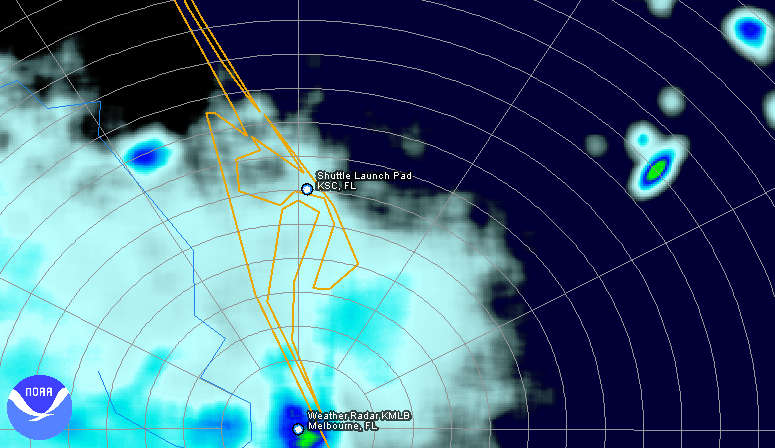 Shuttle Launch Pad
KSC, FL
NOAA
Weather Radar KMLB
Melbourne, FL